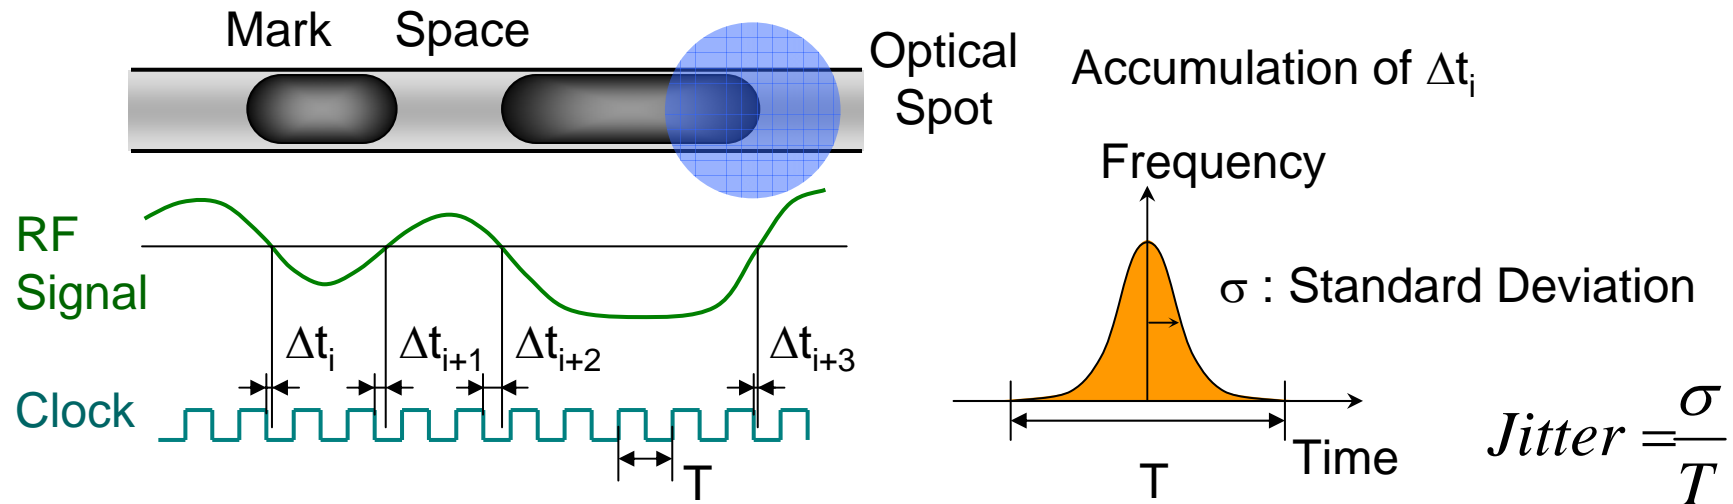 Mark Space
Optical
Spot
RF
Signal
Δtᵢ Δtᵢ₊₁ Δtᵢ₊₂ Δtᵢ₊₃
Clock
T
Accumulation of Δtᵢ
Frequency
σ : Standard Deviation
Time
T
Jitter = σ/T